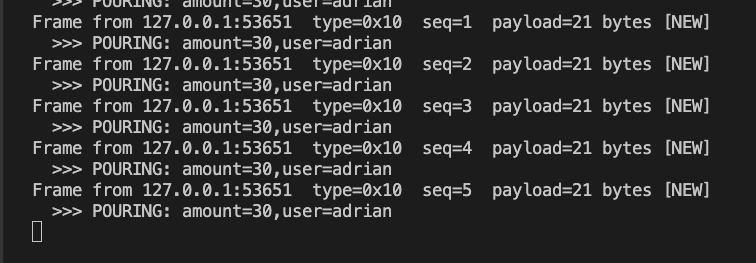 >>> POURING: amount=30,user=adrian
Frame from 127.0.0.1:53651  type=0x10  seq=1  payload=21 bytes [NEW]
  >>> POURING: amount=30,user=adrian
Frame from 127.0.0.1:53651  type=0x10  seq=2  payload=21 bytes [NEW]
  >>> POURING: amount=30,user=adrian
Frame from 127.0.0.1:53651  type=0x10  seq=3  payload=21 bytes [NEW]
  >>> POURING: amount=30,user=adrian
Frame from 127.0.0.1:53651  type=0x10  seq=4  payload=21 bytes [NEW]
  >>> POURING: amount=30,user=adrian
Frame from 127.0.0.1:53651  type=0x10  seq=5  payload=21 bytes [NEW]
  >>> POURING: amount=30,user=adrian